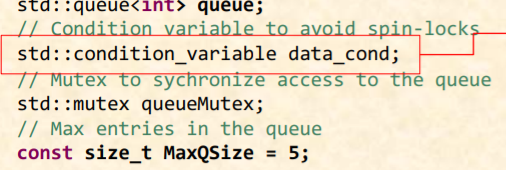 std::queue<int> queue;
// Condition variable to avoid spin-locks
std::condition_variable data_cond;
// Mutex to sychronize access to the queue
std::mutex queueMutex;
// Max entries in the queue
const size_t MaxQSize = 5;